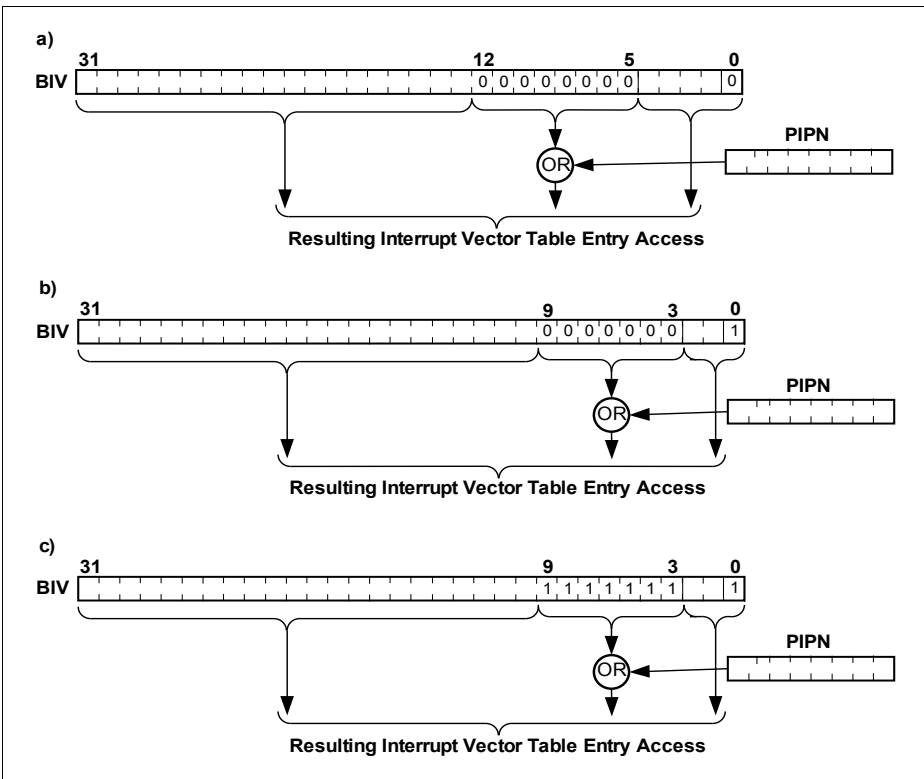 a)
31 12 5 0
BIV 0 0 0 0 0 0 0 0 0
PIPN
OR
Resulting Interrupt Vector Table Entry Access
b)
31 9 3 0
BIV 0 0 0 0 0 0 0 1
PIPN
OR
Resulting Interrupt Vector Table Entry Access
c)
31 9 3 0
BIV 1 1 1 1 1 1 1 1
PIPN
OR
Resulting Interrupt Vector Table Entry Access